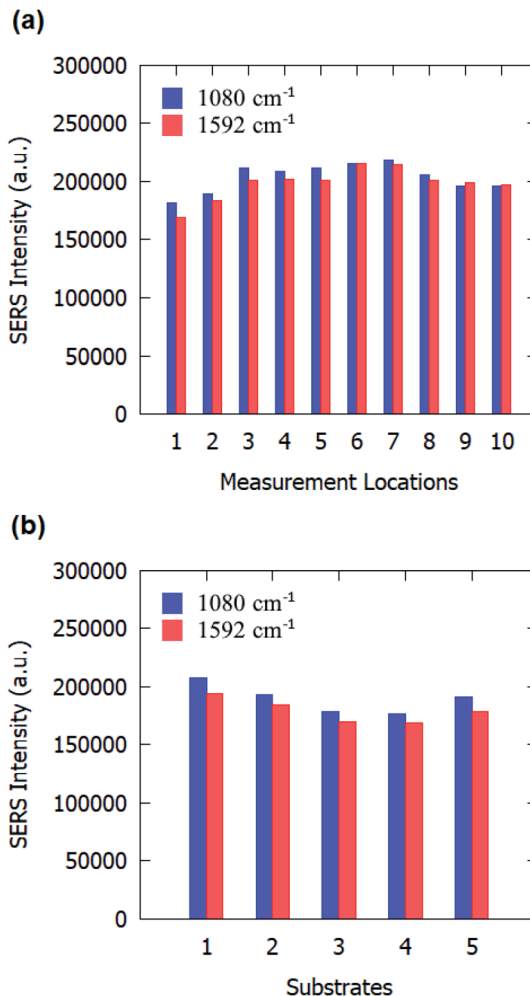 (a)
300000
250000
200000
150000
100000
50000
0
SERS Intensity (a.u.)
1080 cm⁻¹
1592 cm⁻¹
1 2 3 4 5 6 7 8 9 10
Measurement Locations
(b)
300000
250000
200000
150000
100000
50000
0
SERS Intensity (a.u.)
1080 cm⁻¹
1592 cm⁻¹
1 2 3 4 5
Substrates